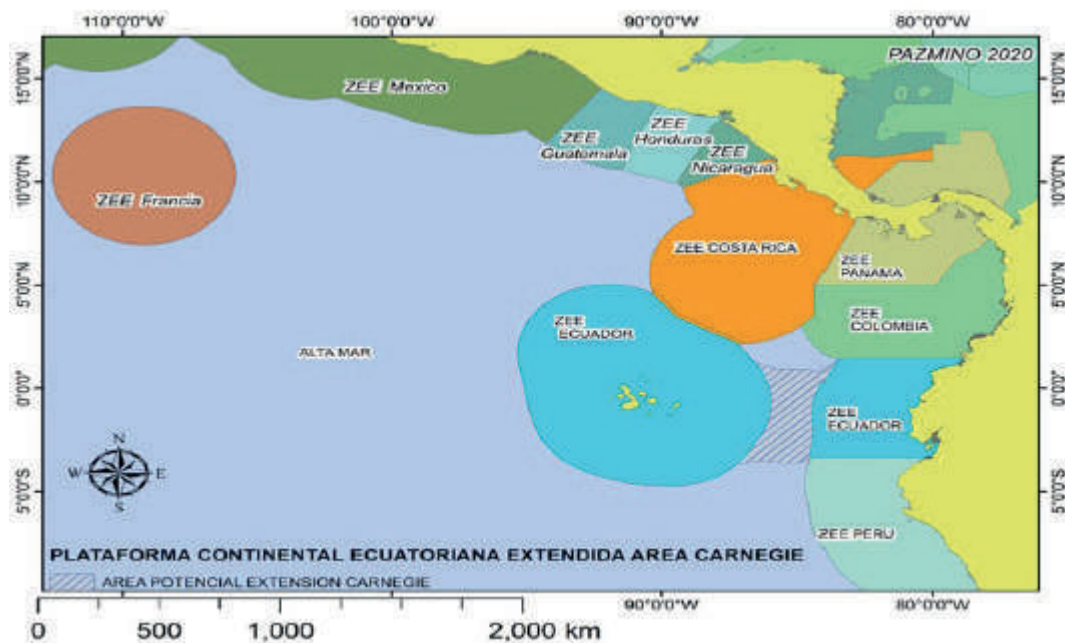 110°0'0"W 100°0'0"W 90°0'0"W 80°0'0"W
PAZMINO 2020
15°0'0"N
15°0'0"N
ZEE Mexico
ZEE
Guatemala
ZEE
Honduras
ZEE
Nicaragua
10°0'0"N
10°0'0"N
ZEE Francia
ZEE COSTA RICA
ZEE
PANAMA
5°0'0"N
5°0'0"N
ZEE
ECUADOR
ZEE
COLOMBIA
ALTA MAR
0°0'0"
0°0'0"
ZEE
ECUADOR
N
W E
S
5°0'0"S
5°0'0"S
ZEE PERU
PLATAFORMA CONTINENTAL ECUATORIANA EXTENDIDA AREA CARNEGIE
AREA POTENCIAL EXTENSION CARNEGIE
90°0'0"W 80°0'0"W
0 500 1,000 2,000 km